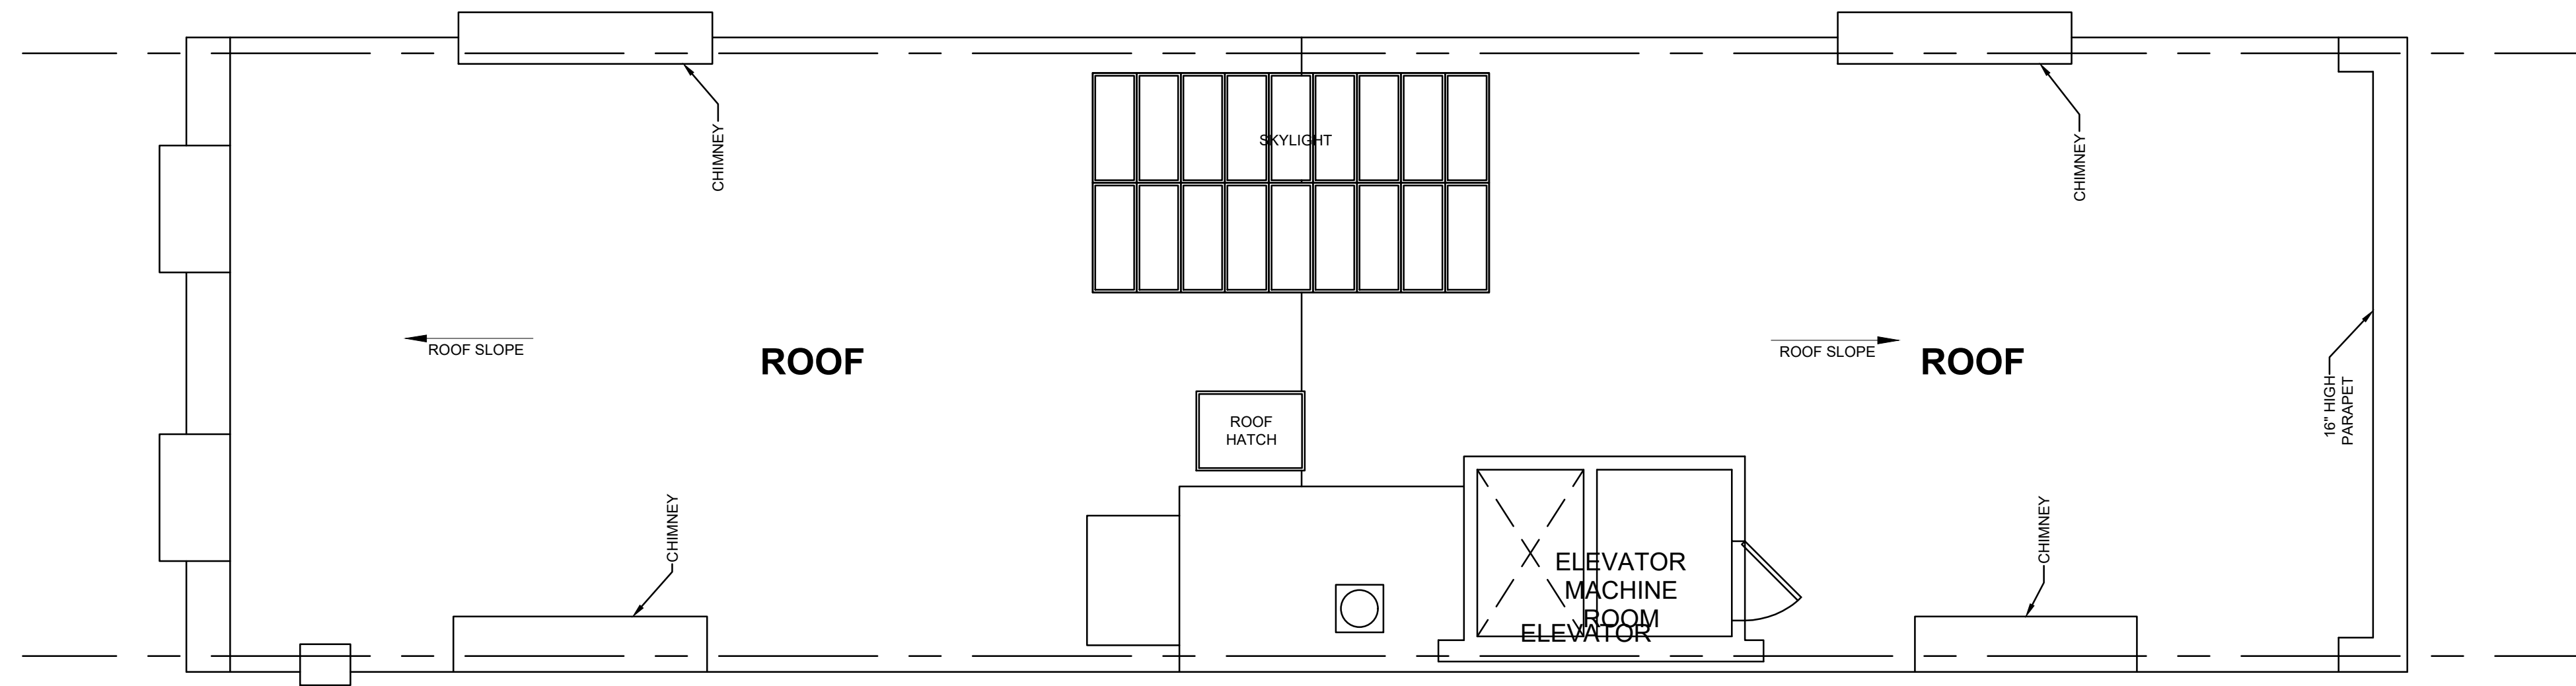 CHIMNEY
CHIMNEY
SKYLIGHT
ROOF SLOPE
ROOF
ROOF SLOPE
ROOF
16" HIGH
PARAPET
ROOF
HATCH
CHIMNEY
CHIMNEY
ELEVATOR
MACHINE
ROOM
ELEVATOR